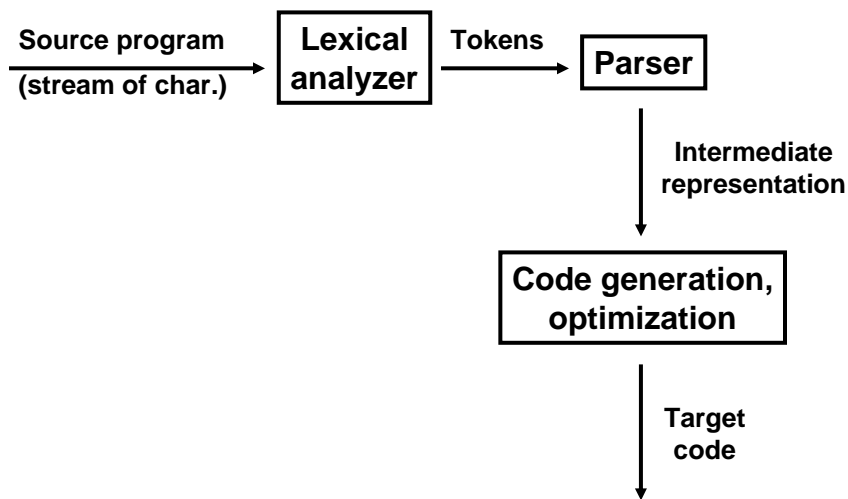 Source program
(stream of char.)
Lexical
analyzer
Tokens
Parser
Intermediate
representation
Code generation,
optimization
Target
code